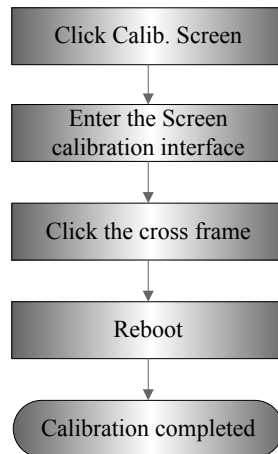 Click Calib. Screen
Enter the Screen
calibration interface
Click the cross frame
Reboot
Calibration completed